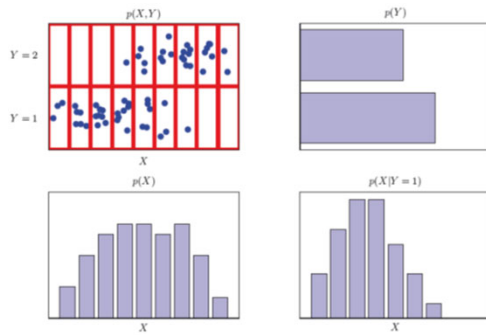 p(X,Y)
Y = 2
Y = 1
X
p(Y)
p(X)
X
p(X|Y = 1)
X